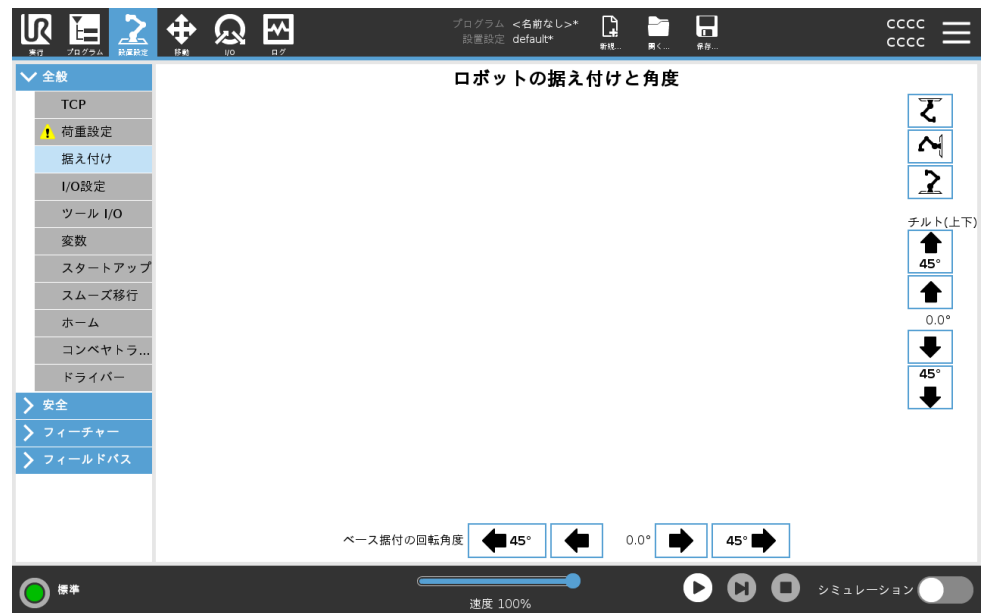 UR
実行
プログラム
設置設定
移動
I/O
ログ
プログラム <名前なし>*
設置設定 default*
新規...
開く...
保存...
CCCC
CCCC
全般
TCP
荷重設定
据え付け
I/O設定
ツール I/O
変数
スタートアップ
スムーズ移行
ホーム
コンベヤトラ...
ドライバー
安全
フィーチャー
フィールドバス
ロボットの据え付けと角度
チルト(上下)
45°
0.0°
45°
ベース据付の回転角度
45°
0.0°
45°
標準
速度 100%
シミュレーション